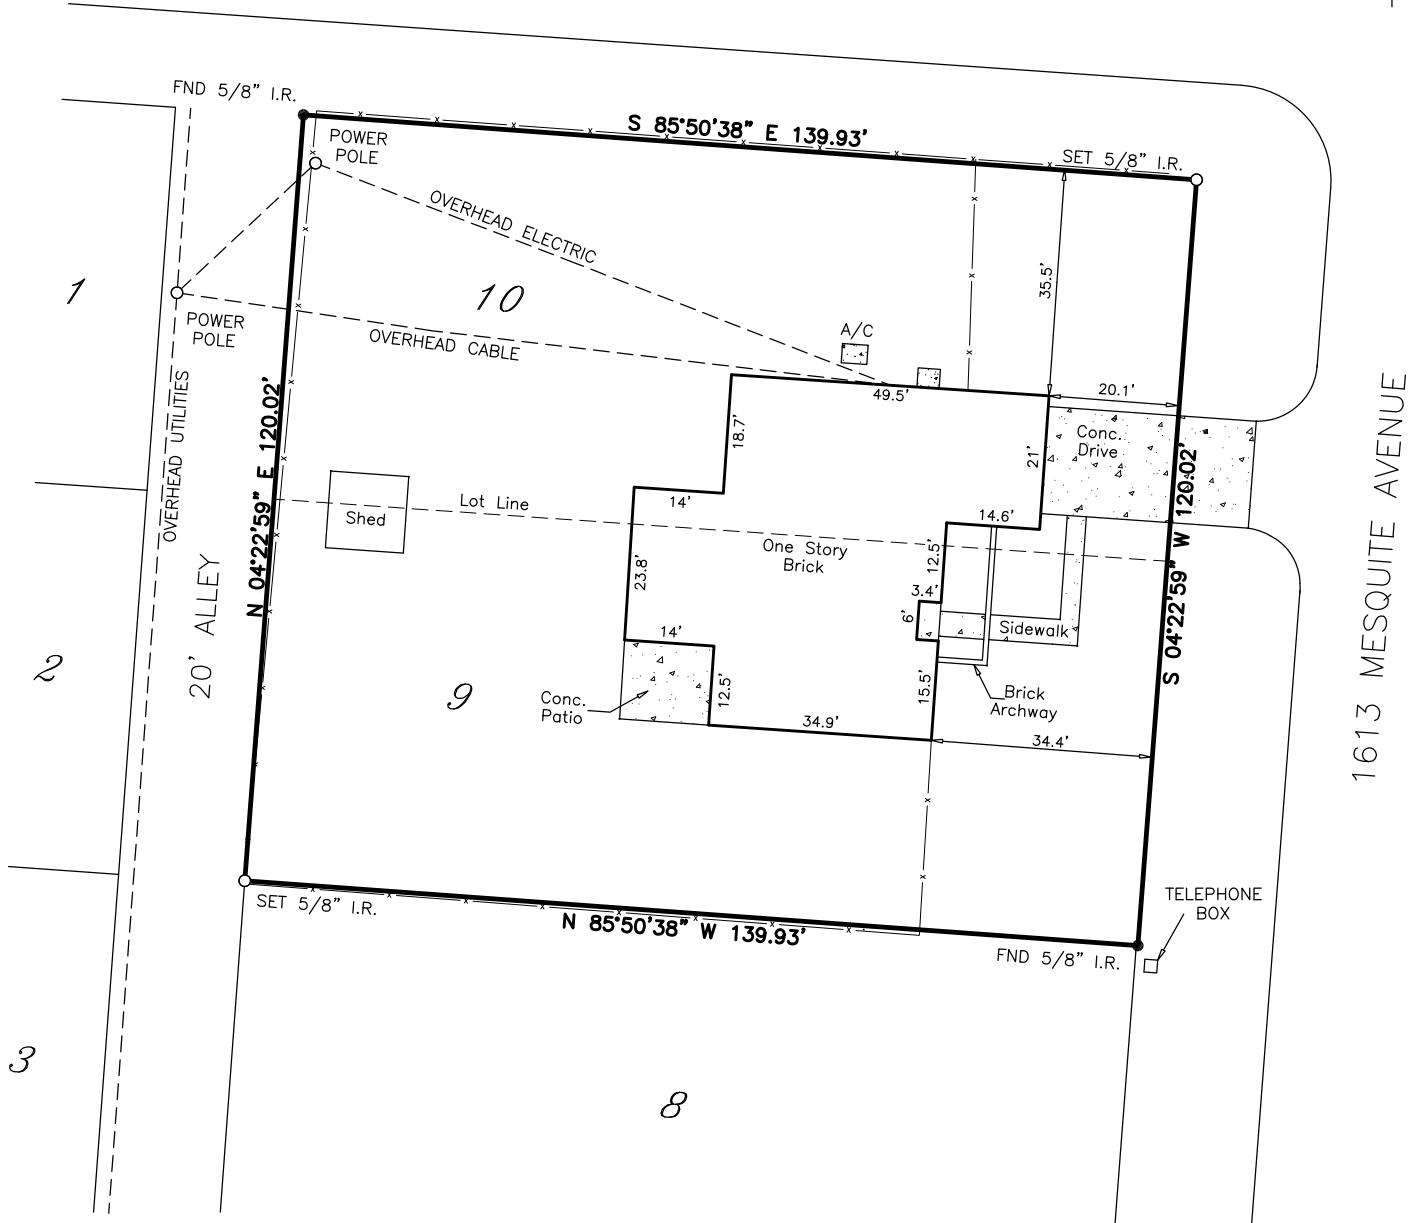 FND 5/8" I.R.
S 85°50'38" E 139.93'
POWER
POLE
SET 5/8" I.R.
OVERHEAD ELECTRIC
1
10
35.5'
POWER
POLE
A/C
OVERHEAD CABLE
49.5'
20.1'
OVERHEAD UTILITIES
N 04°22'59" E 120.02'
18.7'
Conc.
Drive
21'
1613 MESQUITE AVENUE
14'
Lot Line
Shed
14.6'
One Story
Brick
12.5'
S 04°22'59" W 120.02'
23.8'
3.4'
6'
Sidewalk
14'
20' ALLEY
2
9
Conc.
Patio
12.5'
15.5'
Brick
Archway
34.9'
34.4'
SET 5/8" I.R.
N 85°50'38" W 139.93'
TELEPHONE
BOX
FND 5/8" I.R.
3
8